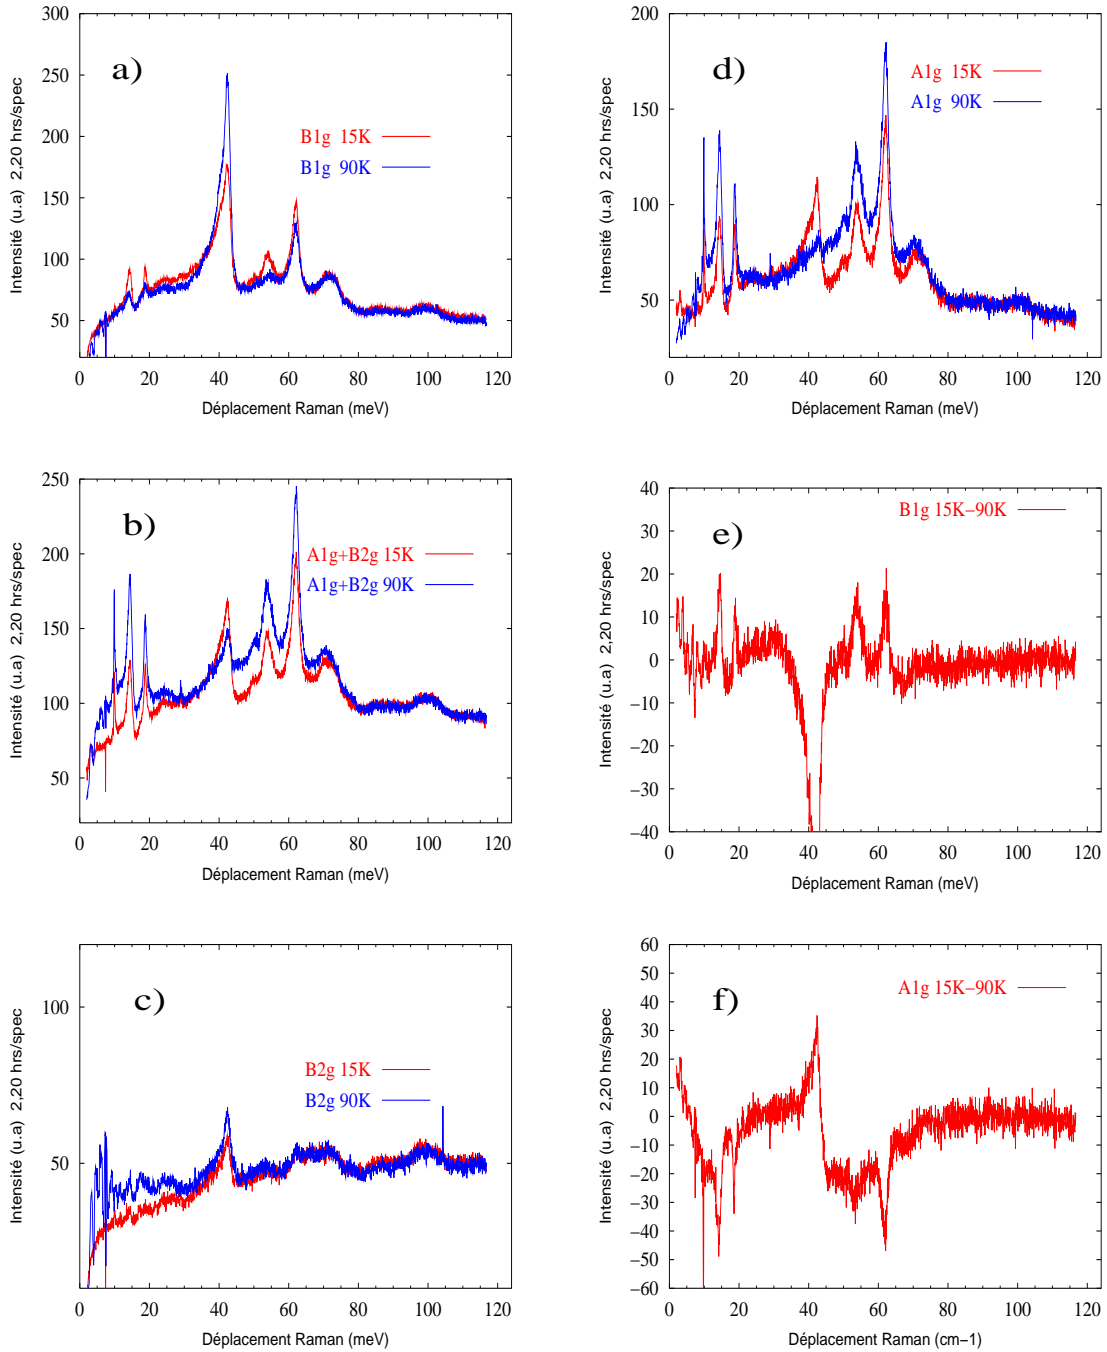 300
250
200
150
100
50
0 20 40 60 80 100 120
Intensité (u.a) 2,20 hrs/spec
Déplacement Raman (meV)
a)
B1g 15K
B1g 90K
200
150
100
50
0 20 40 60 80 100 120
Intensité (u.a) 2,20 hrs/spec
Déplacement Raman (meV)
d)
A1g 15K
A1g 90K
250
200
150
100
50
0 20 40 60 80 100 120
Intensité (u.a) 2,20 hrs/spec
Déplacement Raman (meV)
b)
A1g+B2g 15K
A1g+B2g 90K
40
30
20
10
0
−10
−20
−30
−40
0 20 40 60 80 100 120
Intensité (u.a) 2,20 hrs/spec
Déplacement Raman (meV)
e)
B1g 15K−90K
100
50
0 20 40 60 80 100 120
Intensité (u.a) 2,20 hrs/spec
Déplacement Raman (meV)
c)
B2g 15K
B2g 90K
60
50
40
30
20
10
0
−10
−20
−30
−40
−50
−60
0 20 40 60 80 100 120
Intensité (u.a) 2,20 hrs/spec
Déplacement Raman (cm−1)
f)
A1g 15K−90K